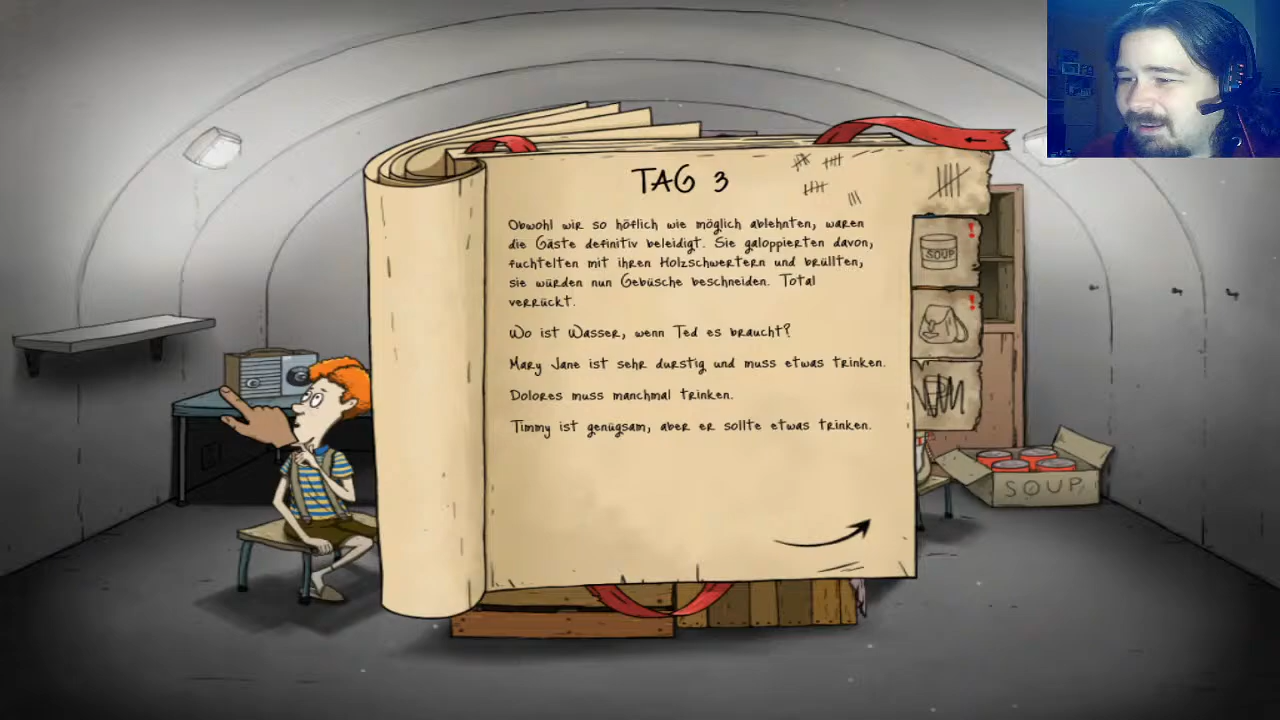 TAG 3
Obwohl wir so höflich wie möglich ablehnten, waren
die Gäste definitiv beleidigt. Sie galoppierten davon,
fuchtelten mit ihren Holzschwertern und brüllten,
sie würden nun Gebüsche beschneiden. Total
verrückt.
Wo ist Wasser, wenn Ted es braucht?
Mary Jane ist sehr durstig und muss etwas trinken.
Dolores muss manchmal trinken.
Timmy ist genügsam, aber er sollte etwas trinken.
SOUP
!
!
SOUP